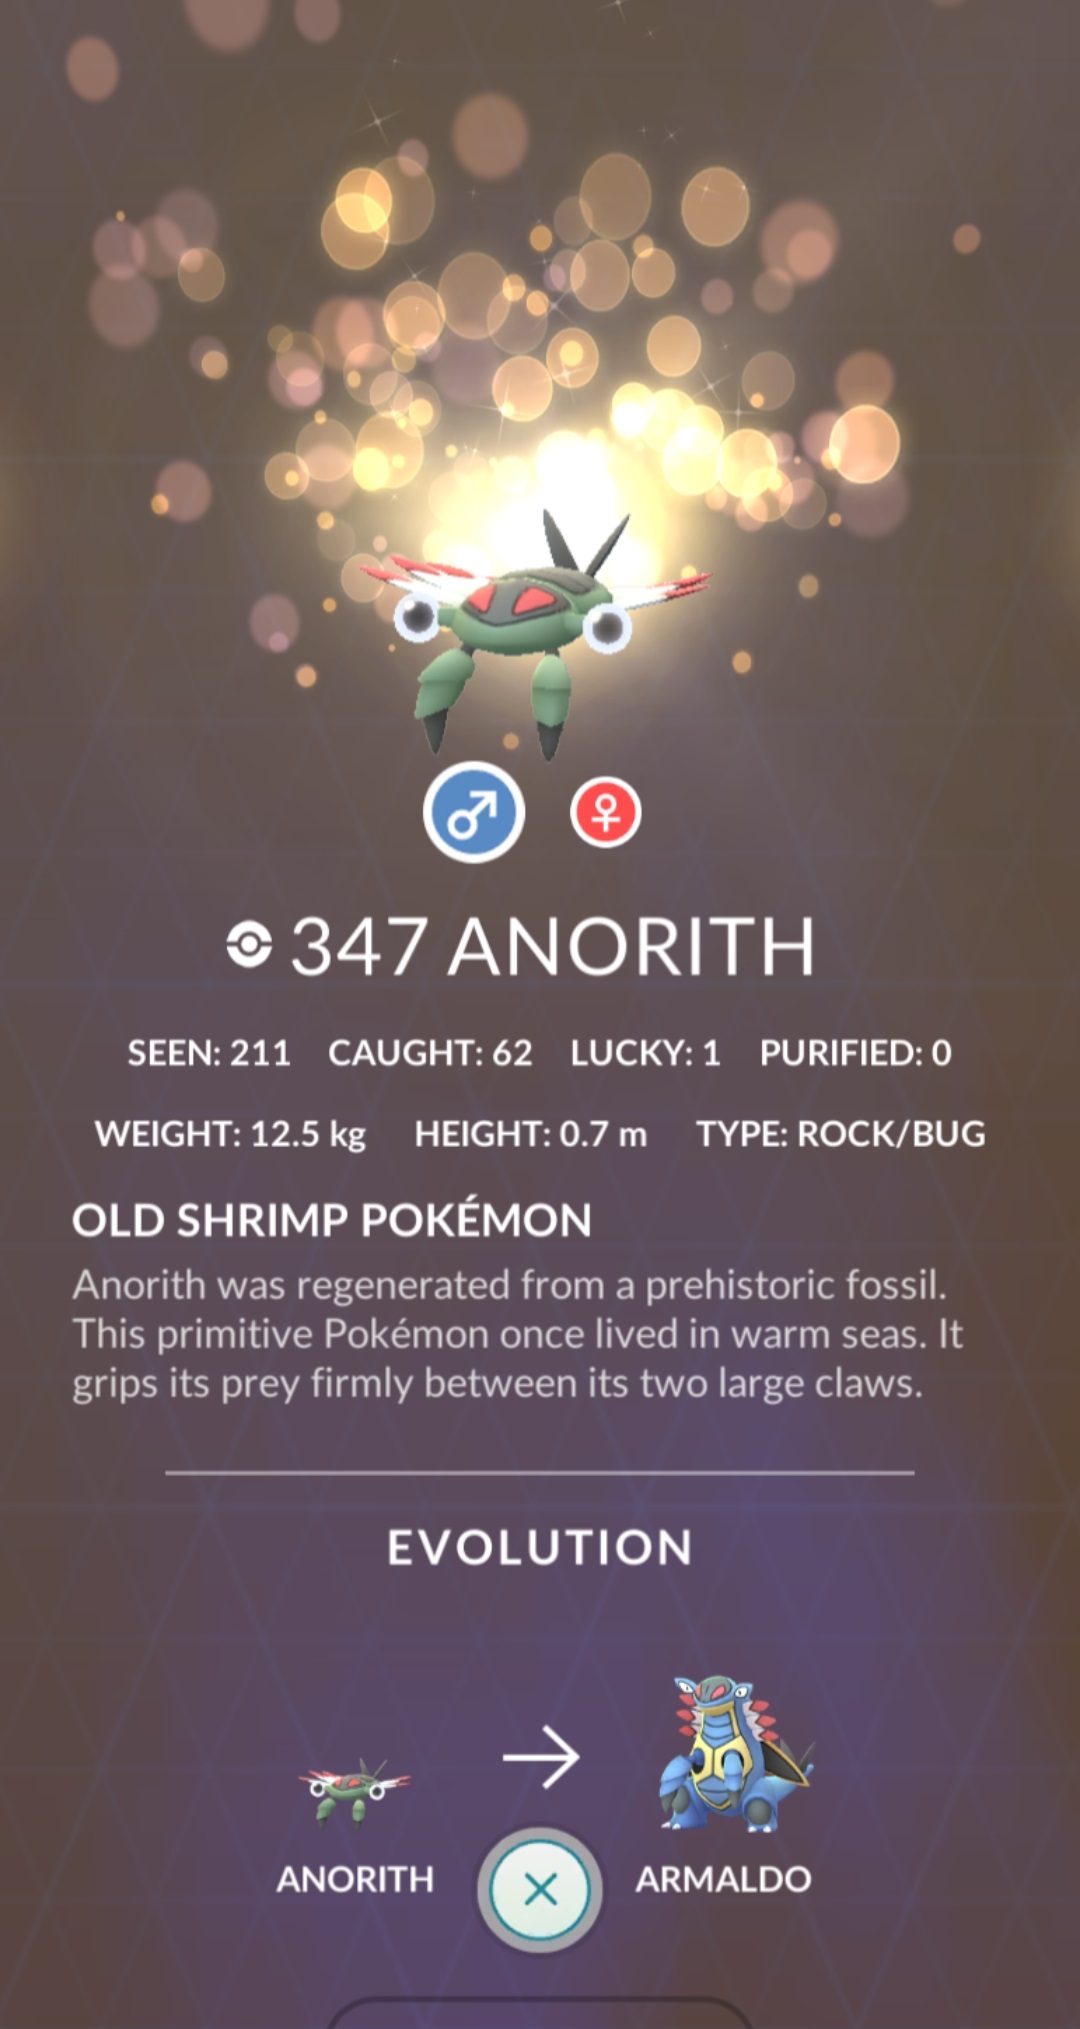 347 ANORITH
SEEN: 211 CAUGHT: 62 LUCKY: 1 PURIFIED: 0
WEIGHT: 12.5 kg HEIGHT: 0.7 m TYPE: ROCK/BUG
OLD SHRIMP POKÉMON
Anorith was regenerated from a prehistoric fossil.
This primitive Pokémon once lived in warm seas. It
grips its prey firmly between its two large claws.
EVOLUTION
ANORITH ARMALDO